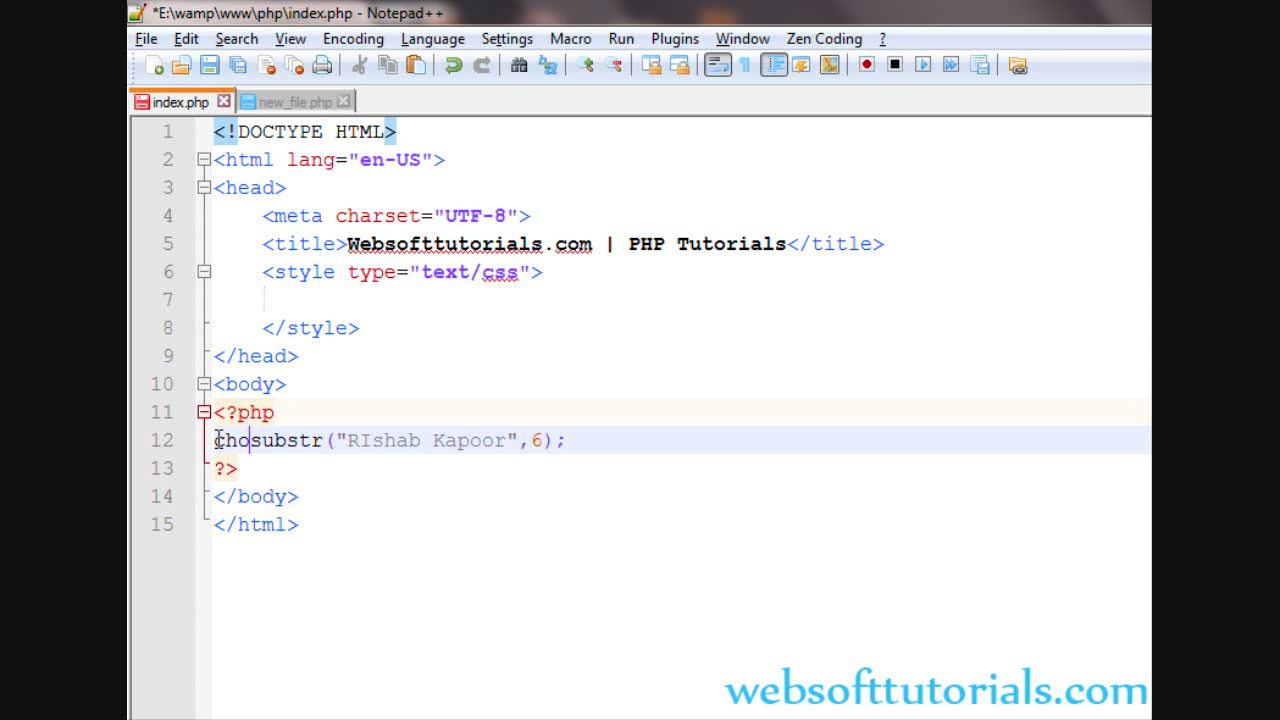 *E:\wamp\www\php\index.php - Notepad++
File Edit Search View Encoding Language Settings Macro Run Plugins Window Zen Coding ?
index.php new_file.php
1 <!DOCTYPE HTML>
2 <html lang="en-US">
3 <head>
4 <meta charset="UTF-8">
5 <title>Websofttutorials.com | PHP Tutorials</title>
6 <style type="text/css">
7
8 </style>
9 </head>
10 <body>
11 <?php
12 chosubstr("RIshab Kapoor",6);
13 ?>
14 </body>
15 </html>
websofttutorials.com